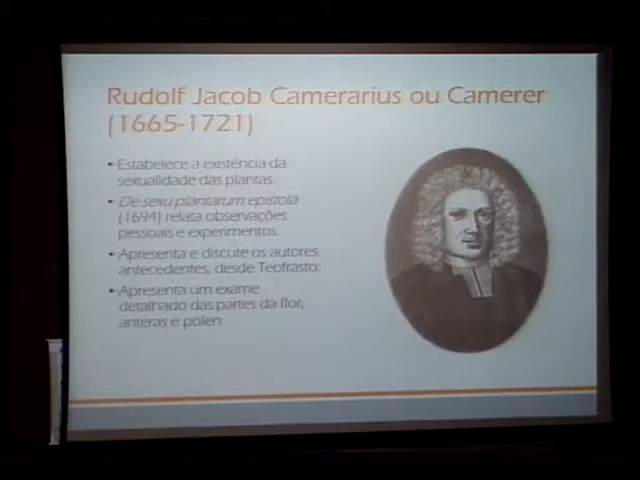 Rudolf Jacob Camerarius ou Camerer
(1665-1721)
• Estabelece a existência da
sexualidade das plantas.
• De sexu plantarum epistola
(1694) relata observações
pessoais e experimentos.
• Apresenta e discute os autores
antecedentes, desde Teofrasto.
• Apresenta um exame
detalhado das partes da flor,
anteras e pólen.